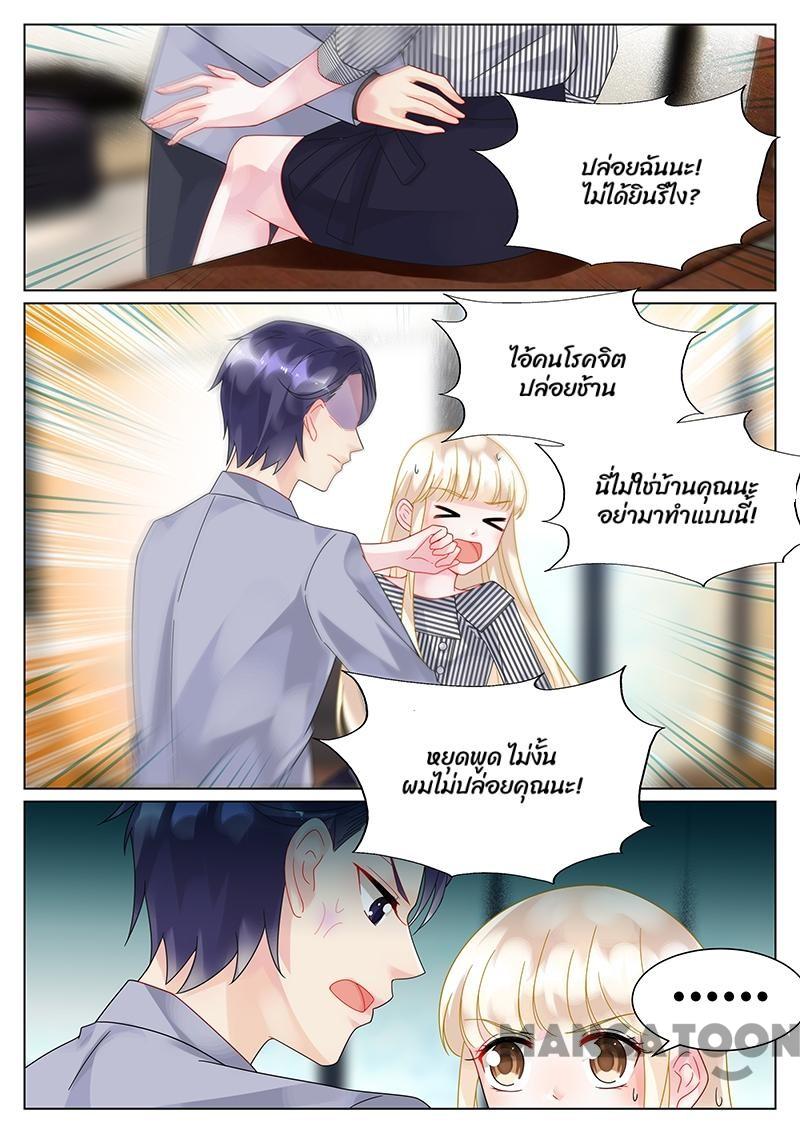 ปล่อยฉันนะ!
ไม่ได้ยินรึไง?
ไอ้คนโรคจิต
ปล่อยช้าน
นี่ไม่ใช่บ้านคุณนะ
อย่ามาทำแบบนี้!
หยุดพูด ไม่งั้น
ผมไม่ปล่อยคุณนะ!
••••••
MANGATOON